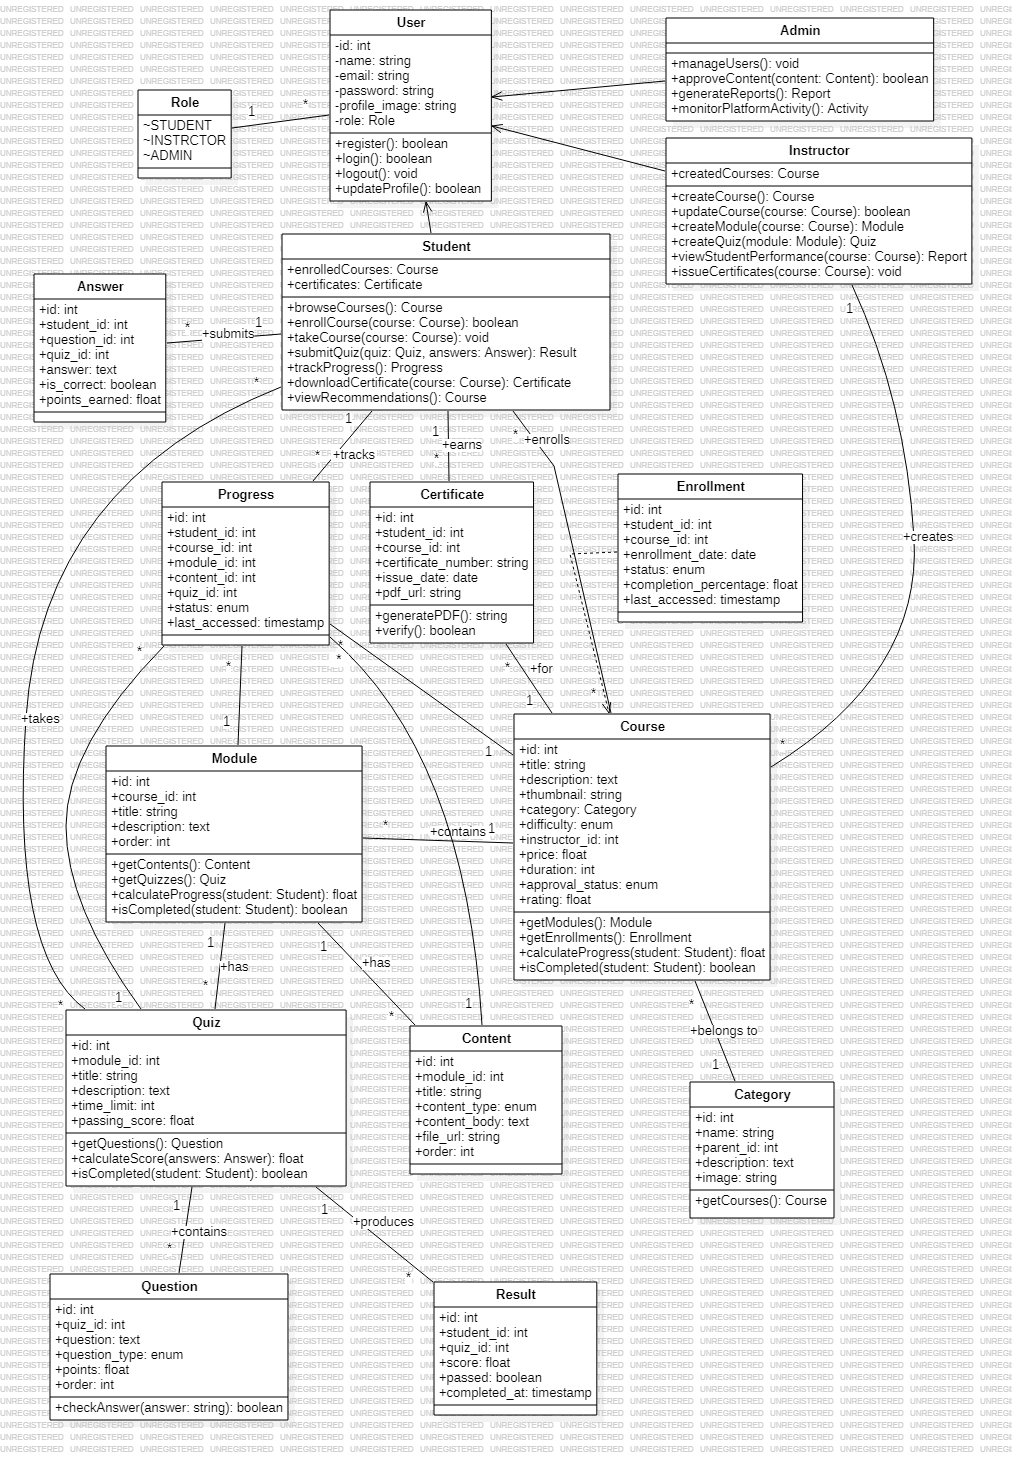 User
-id: int
-name: string
-email: string
-password: string
-profile_image: string
-role: Role
+register(): boolean
+login(): boolean
+logout(): void
+updateProfile(): boolean
Admin
+manageUsers(): void
+approveContent(content: Content): boolean
+generateReports(): Report
+monitorPlatformActivity(): Activity
Role
~STUDENT
~INSTRCTOR
~ADMIN
1
*
Instructor
+createdCourses: Course
+createCourse(): Course
+updateCourse(course: Course): boolean
+createModule(course: Course): Module
+createQuiz(module: Module): Quiz
+viewStudentPerformance(course: Course): Report
+issueCertificates(course: Course): void
Student
+enrolledCourses: Course
+certificates: Certificate
+browseCourses(): Course
+enrollCourse(course: Course): boolean
+takeCourse(course: Course): void
+submitQuiz(quiz: Quiz, answers: Answer): Result
+trackProgress(): Progress
+downloadCertificate(course: Course): Certificate
+viewRecommendations(): Course
Answer
+id: int
+student_id: int
+question_id: int
+quiz_id: int
+answer: text
+is_correct: boolean
+points_earned: float
*
+submits
1
*
+takes
*
1
+tracks
*
1
+earns
*
*
+enrolls
*
1
+creates
*
Progress
+id: int
+student_id: int
+course_id: int
+module_id: int
+content_id: int
+quiz_id: int
+status: enum
+last_accessed: timestamp
Certificate
+id: int
+student_id: int
+course_id: int
+certificate_number: string
+issue_date: date
+pdf_url: string
+generatePDF(): string
+verify(): boolean
Enrollment
+id: int
+student_id: int
+course_id: int
+enrollment_date: date
+status: enum
+completion_percentage: float
+last_accessed: timestamp
*
*
*
*
*
+for
1
1
1
Module
+id: int
+course_id: int
+title: string
+description: text
+order: int
+getContents(): Content
+getQuizzes(): Quiz
+calculateProgress(student: Student): float
+isCompleted(student: Student): boolean
*
+contains
1
Course
+id: int
+title: string
+description: text
+thumbnail: string
+category: Category
+difficulty: enum
+instructor_id: int
+price: float
+duration: int
+approval_status: enum
+rating: float
+getModules(): Module
+getEnrollments(): Enrollment
+calculateProgress(student: Student): float
+isCompleted(student: Student): boolean
1
+has
*
1
+has
*
1
1
*
+belongs to
1
Quiz
+id: int
+module_id: int
+title: string
+description: text
+time_limit: int
+passing_score: float
+getQuestions(): Question
+calculateScore(answers: Answer): float
+isCompleted(student: Student): boolean
Content
+id: int
+module_id: int
+title: string
+content_type: enum
+content_body: text
+file_url: string
+order: int
Category
+id: int
+name: string
+parent_id: int
+description: text
+image: string
+getCourses(): Course
1
+contains
*
1
+produces
*
Question
+id: int
+quiz_id: int
+question: text
+question_type: enum
+points: float
+order: int
+checkAnswer(answer: string): boolean
Result
+id: int
+student_id: int
+quiz_id: int
+score: float
+passed: boolean
+completed_at: timestamp
UNREGISTERED